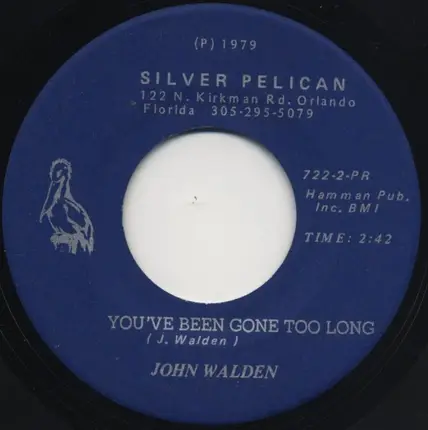 (P) 1979
SILVER PELICAN
122 N. Kirkman Rd. Orlando
Florida 305-295-5079
722-2-PR
Hamman Pub.
Inc. BMI
TIME: 2:42
YOU'VE BEEN GONE TOO LONG
( J. Walden )
JOHN WALDEN